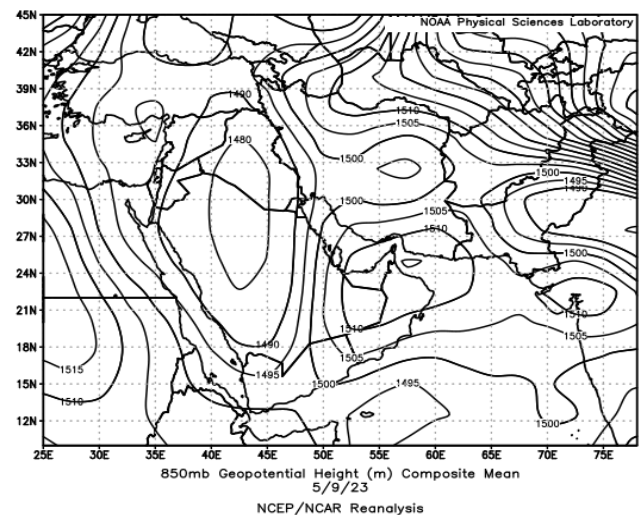 45N
NOAA Physical Sciences Laboratory
42N
39N
1490
1510
36N
1505
1480
33N
1500
1500
1495
1490
30N
1500
1505
1510
27N
1500
24N
1510
21N
1510
1505
18N
1490
1505
1515
1495
1500
1495
15N
1510
12N
1500
25E 30E 35E 40E 45E 50E 55E 60E 65E 70E 75E
850mb Geopotential Height (m) Composite Mean
5/9/23
NCEP/NCAR Reanalysis